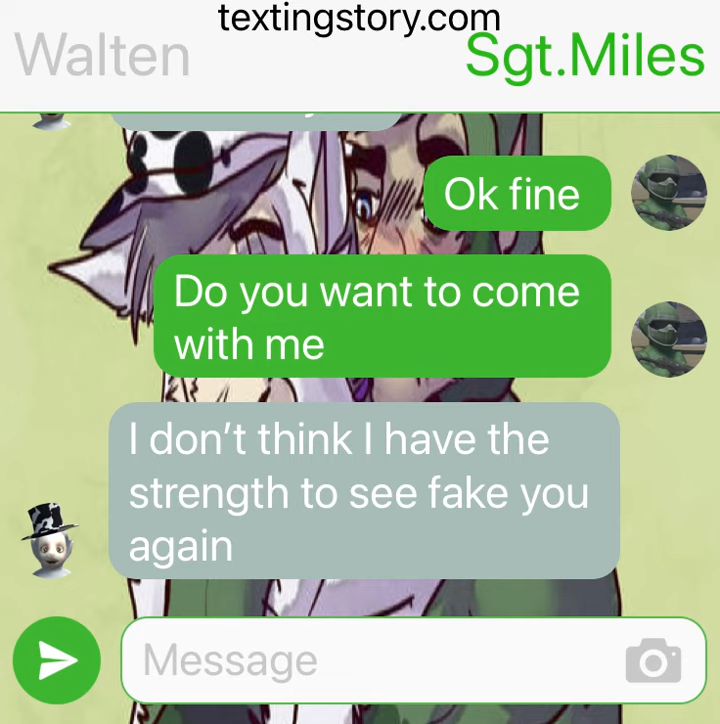 textingstory.com
Walten
Sgt.Miles
Ok fine
Do you want to come
with me
I don't think I have the
strength to see fake you
again
Message